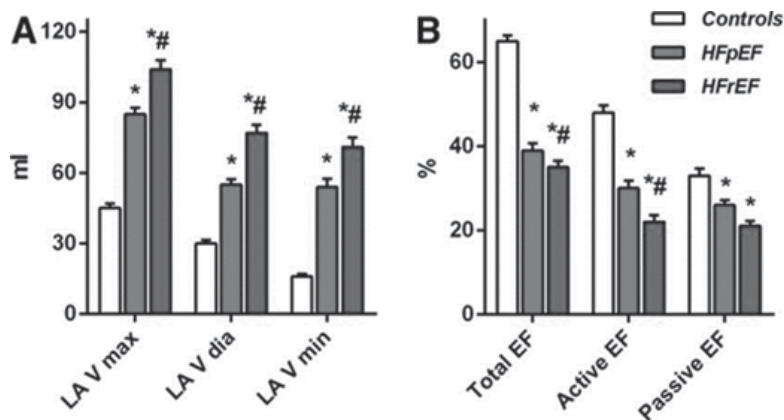 A
ml
120
90
60
30
0
*
*#
*
*#
*
*#
LA V max
LA V dia
LA V min
B
%
60
40
20
0
*
*#
*
*#
*
*
Controls
HFpEF
HFrEF
Total EF
Active EF
Passive EF